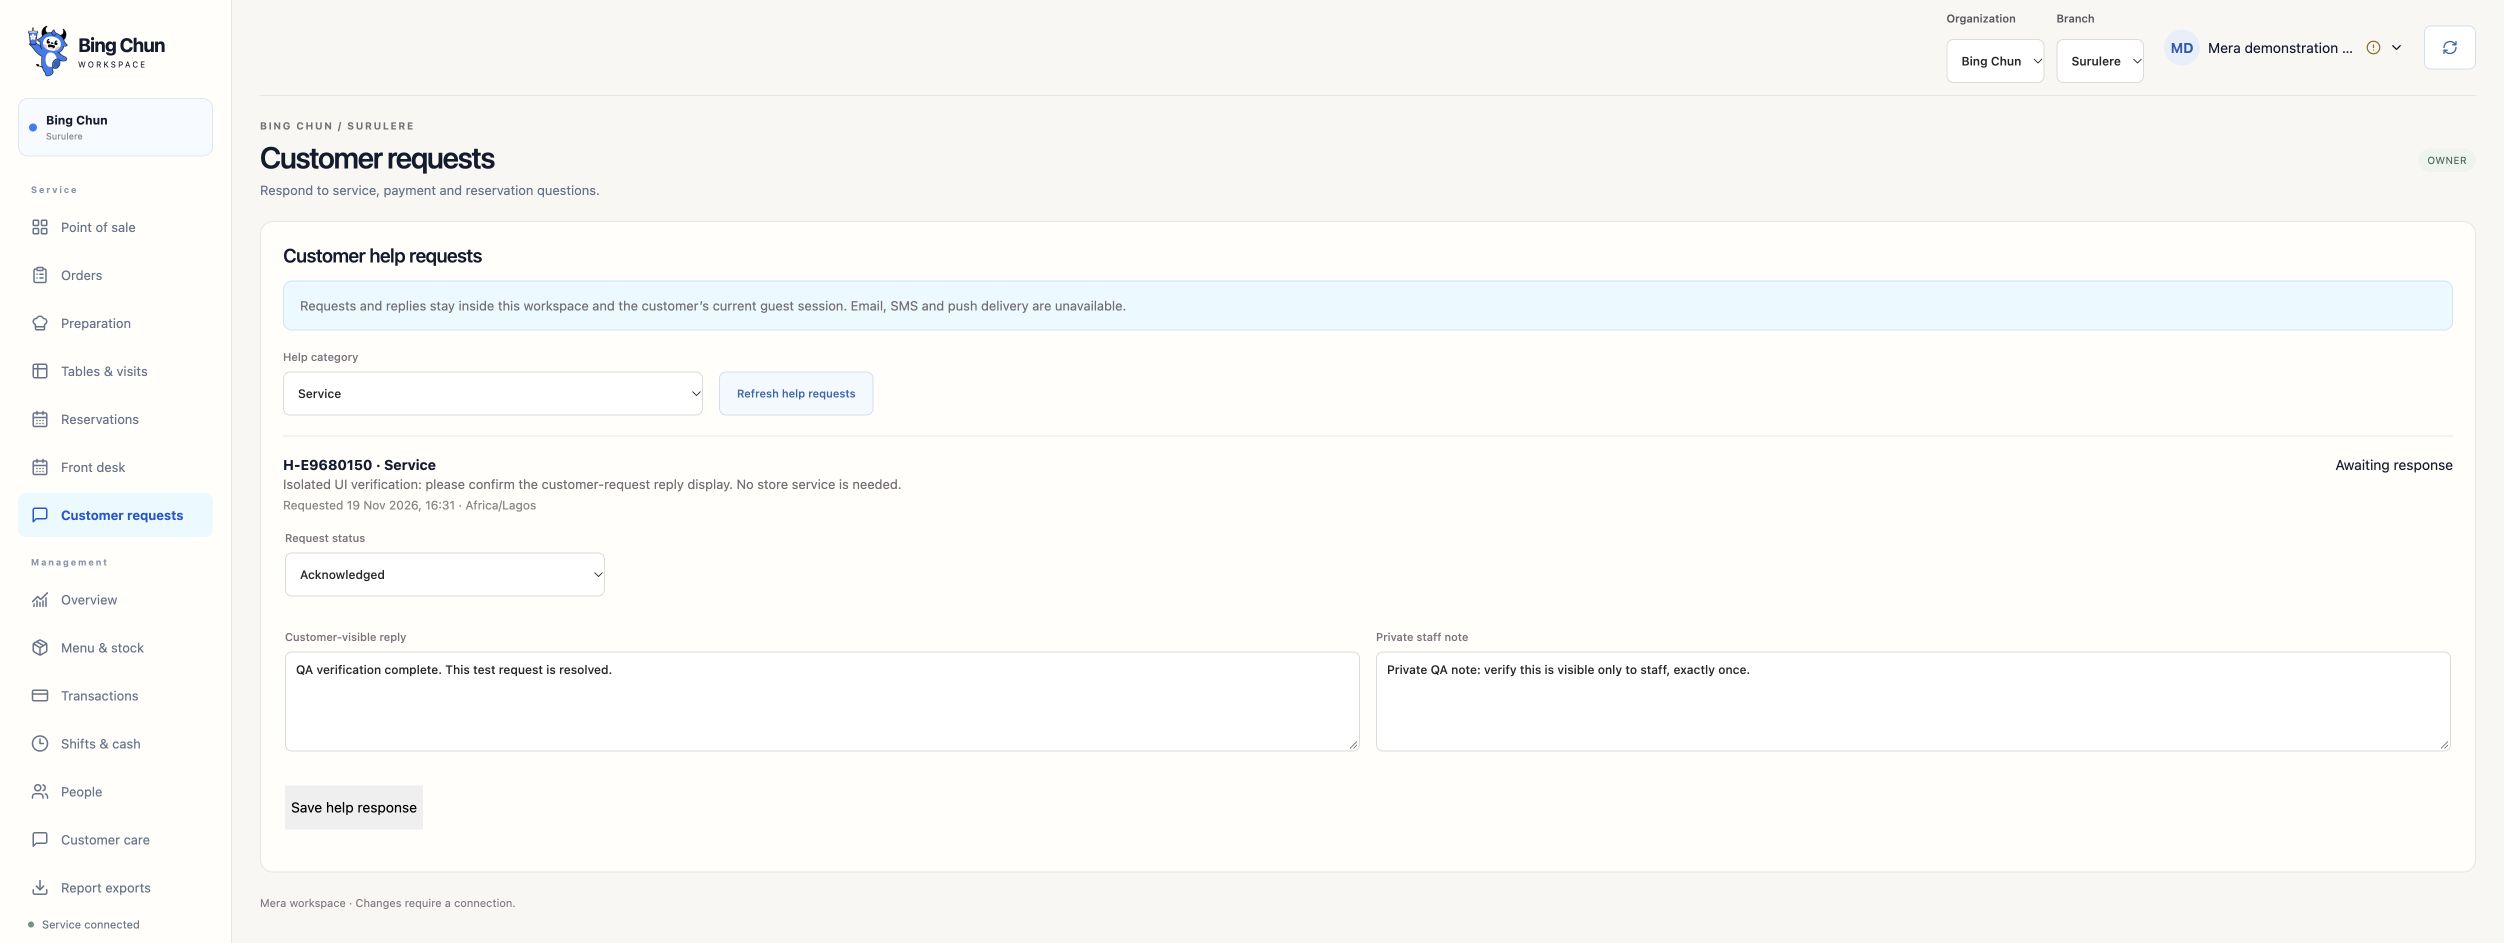 Bing Chun
WORKSPACE
Bing Chun
Surulere
Service
Point of sale
Orders
Preparation
Tables & visits
Reservations
Front desk
Customer requests
Management
Overview
Menu & stock
Transactions
Shifts & cash
People
Customer care
Report exports
Service connected
Organization
Bing Chun
Branch
Surulere
MD
Mera demonstration ...
BING CHUN / SURULERE
Customer requests
Respond to service, payment and reservation questions.
OWNER
Customer help requests
Requests and replies stay inside this workspace and the customer's current guest session. Email, SMS and push delivery are unavailable.
Help category
Service
Refresh help requests
H-E9680150 · Service
Awaiting response
Isolated UI verification: please confirm the customer-request reply display. No store service is needed.
Requested 19 Nov 2026, 16:31 · Africa/Lagos
Request status
Acknowledged
Customer-visible reply
QA verification complete. This test request is resolved.
Private staff note
Private QA note: verify this is visible only to staff, exactly once.
Save help response
Mera workspace · Changes require a connection.